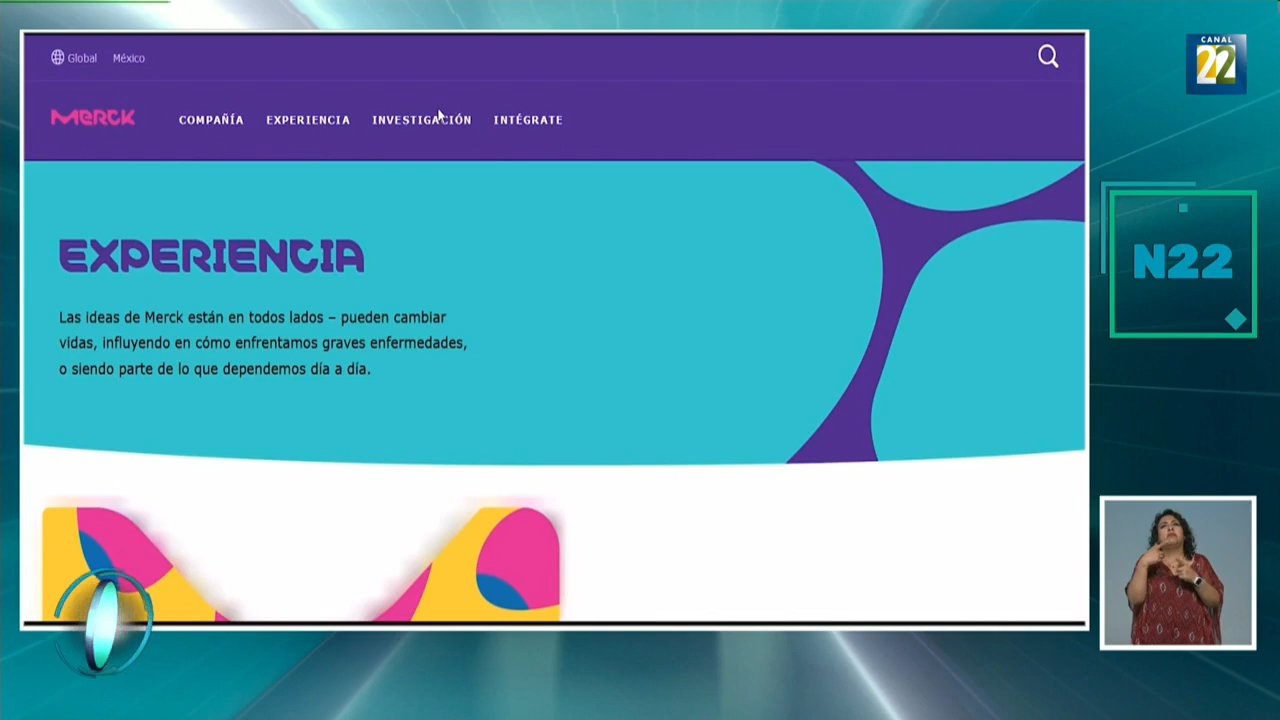 Global México
CANAL
22
MERCK COMPAÑÍA EXPERIENCIA INVESTIGACIÓN INTÉGRATE
EXPERIENCIA
N22
Las ideas de Merck están en todos lados – pueden cambiar
vidas, influyendo en cómo enfrentamos graves enfermedades,
o siendo parte de lo que dependemos día a día.